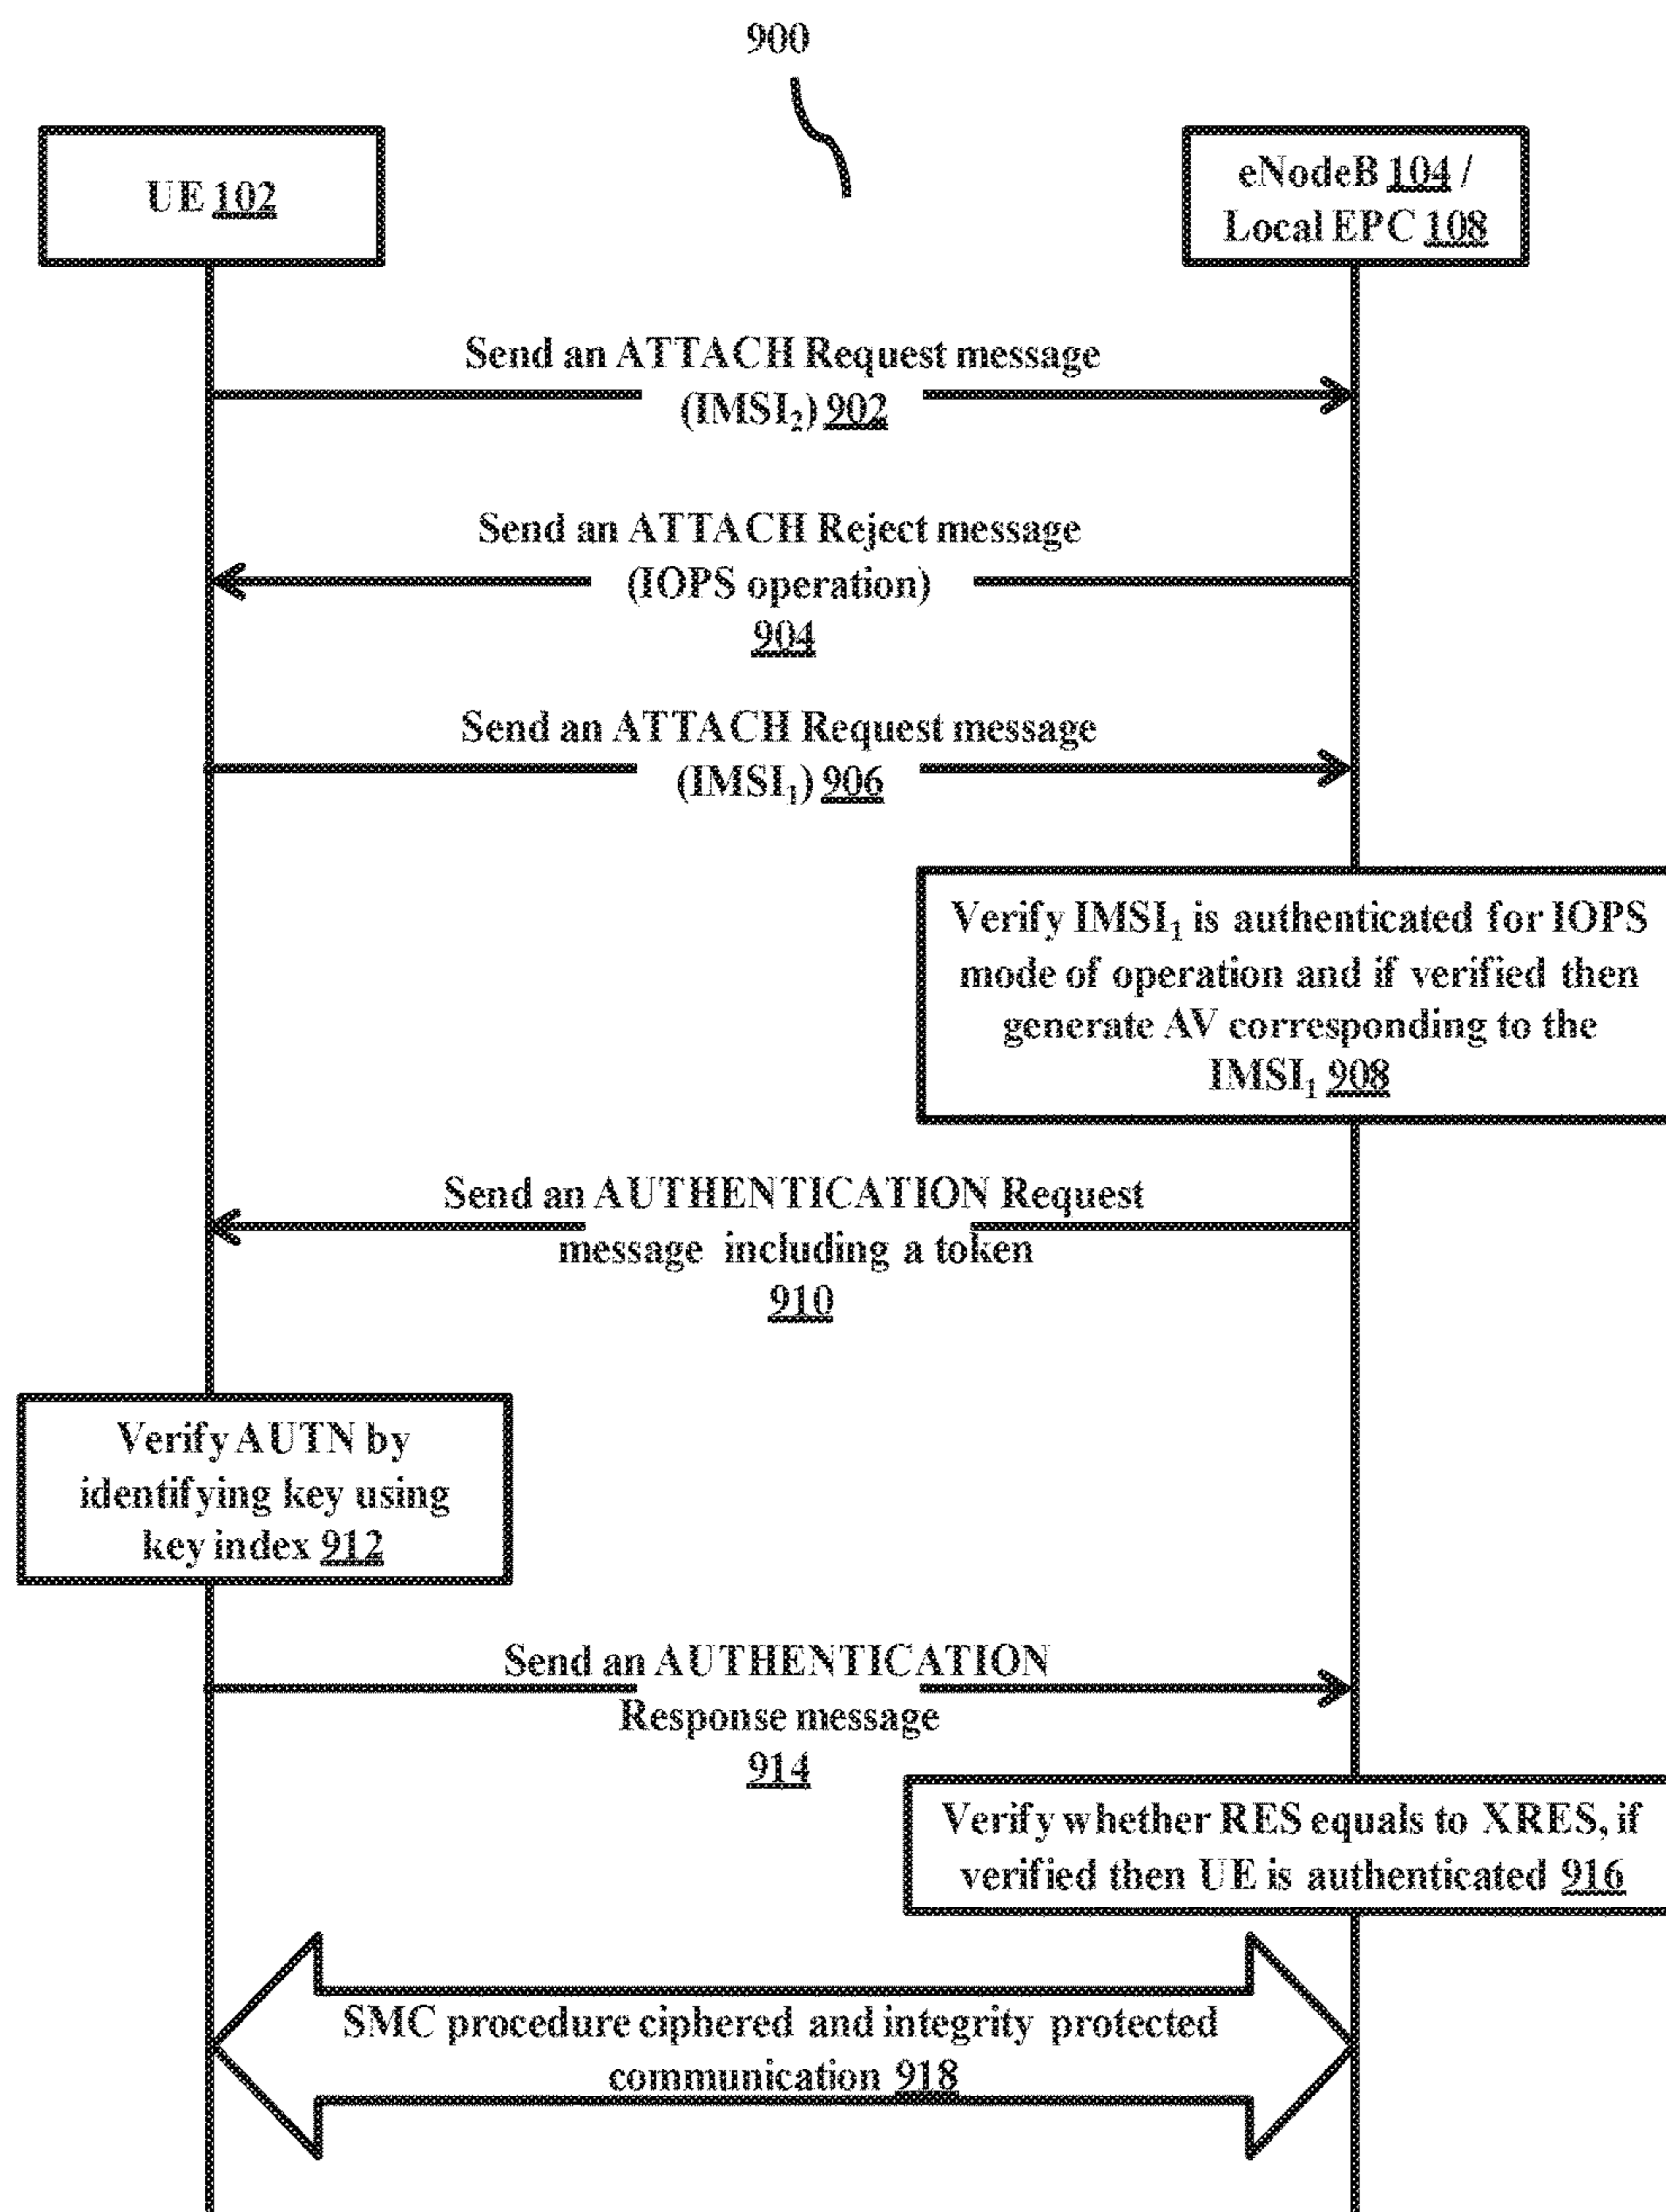 900
UE 102
eNodeB 104 /
Local EPC 108
Send an ATTACH Request message
(IMSI₂) 902
Send an ATTACH Reject message
(IOPS operation)
904
Send an ATTACH Request message
(IMSI₁) 906
Verify IMSI₁ is authenticated for IOPS
mode of operation and if verified then
generate AV corresponding to the
IMSI₁ 908
Send an AUTHENTICATION Request
message including a token
910
Verify AUTN by
identifying key using
key index 912
Send an AUTHENTICATION
Response message
914
Verify whether RES equals to XRES, if
verified then UE is authenticated 916
SMC procedure ciphered and integrity protected
communication 918